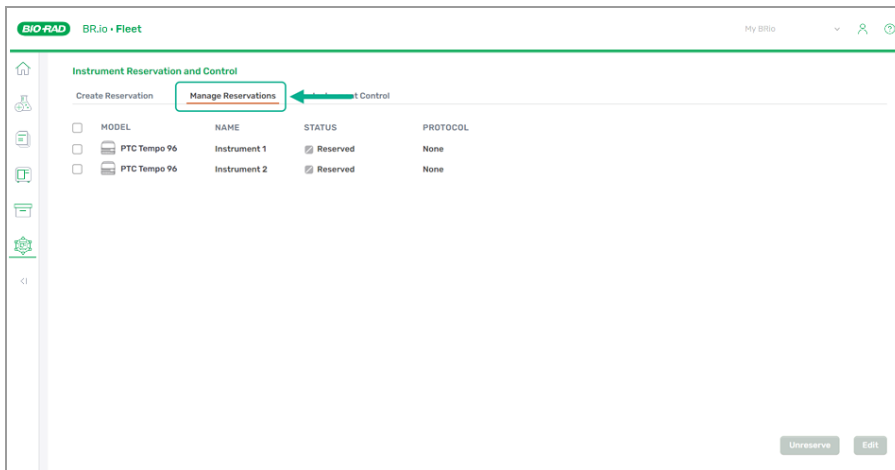 BIO-RAD BR.io • Fleet My BRio
Instrument Reservation and Control
Create Reservation Manage Reservations t Control
MODEL NAME STATUS PROTOCOL
PTC Tempo 96 Instrument 1 Reserved None
PTC Tempo 96 Instrument 2 Reserved None
Unreserve Edit